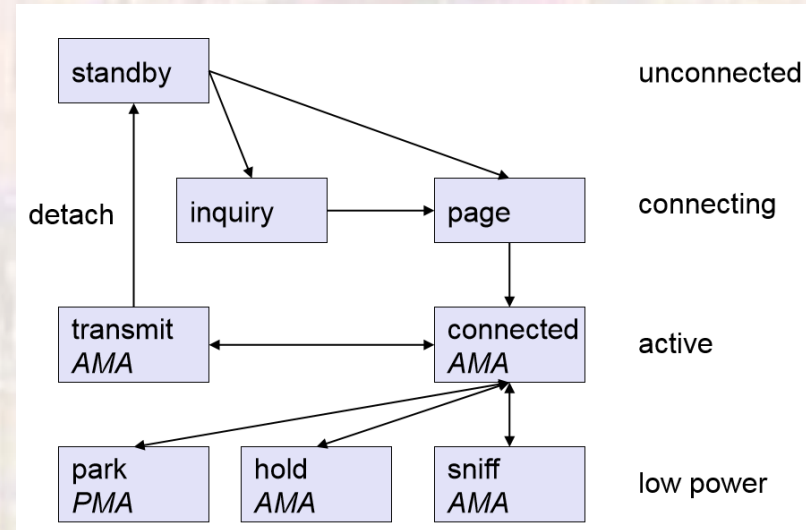 standby
unconnected
detach
inquiry
page
connecting
transmit
AMA
connected
AMA
active
park
PMA
hold
AMA
sniff
AMA
low power